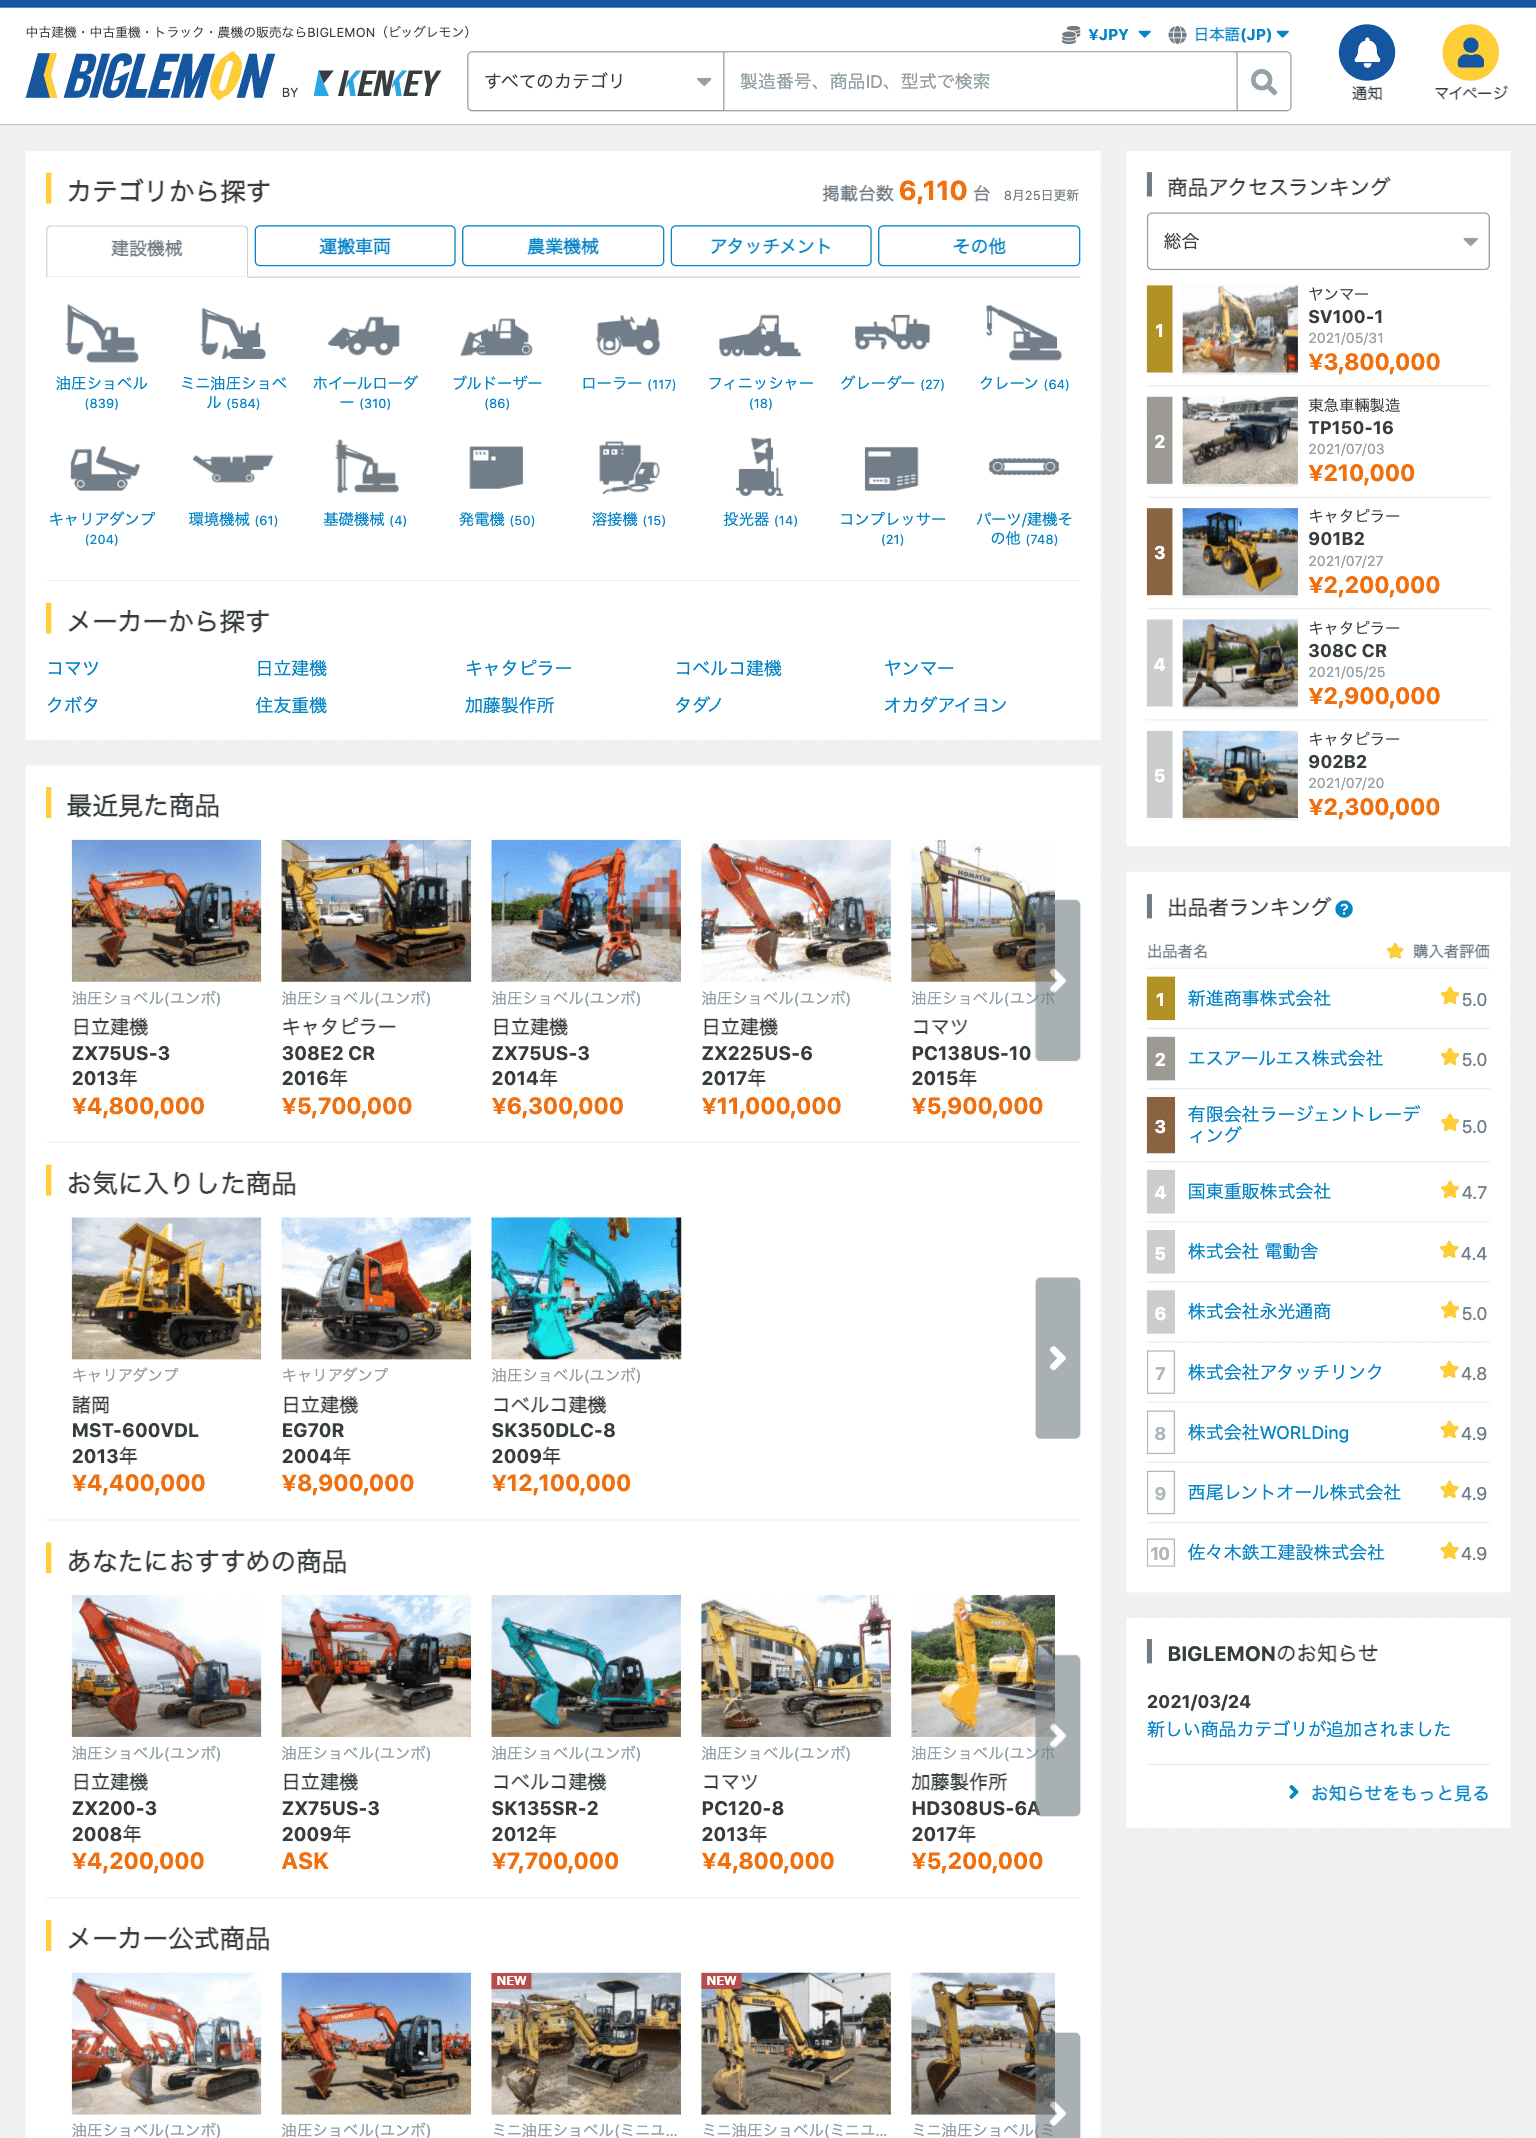 中古建機・中古重機・トラック・農機の販売ならBIGLEMON（ビッグレモン）
BIGLEMON BY KENKEY
¥JPY 日本語(JP)
すべてのカテゴリ
製造番号、商品ID、型式で検索
通知
マイページ
カテゴリから探す
掲載台数 6,110 台 8月25日更新
建設機械 運搬車両 農業機械 アタッチメント その他
油圧ショベル (839)
ミニ油圧ショベル (584)
ホイールローダー (310)
ブルドーザー (86)
ローラー (117)
フィニッシャー (18)
グレーダー (27)
クレーン (64)
キャリアダンプ (204)
環境機械 (61)
基礎機械 (4)
発電機 (50)
溶接機 (15)
投光器 (14)
コンプレッサー (21)
パーツ/建機その他 (748)
メーカーから探す
コマツ 日立建機 キャタピラー コベルコ建機 ヤンマー
クボタ 住友重機 加藤製作所 タダノ オカダアイヨン
最近見た商品
油圧ショベル(ユンボ)
日立建機
ZX75US-3
2013年
¥4,800,000
油圧ショベル(ユンボ)
キャタピラー
308E2 CR
2016年
¥5,700,000
油圧ショベル(ユンボ)
日立建機
ZX75US-3
2014年
¥6,300,000
油圧ショベル(ユンボ)
日立建機
ZX225US-6
2017年
¥11,000,000
油圧ショベル(ユンボ
コマツ
PC138US-10
2015年
¥5,900,000
お気に入りした商品
キャリアダンプ
諸岡
MST-600VDL
2013年
¥4,400,000
キャリアダンプ
日立建機
EG70R
2004年
¥8,900,000
油圧ショベル(ユンボ)
コベルコ建機
SK350DLC-8
2009年
¥12,100,000
あなたにおすすめの商品
油圧ショベル(ユンボ)
日立建機
ZX200-3
2008年
¥4,200,000
油圧ショベル(ユンボ)
日立建機
ZX75US-3
2009年
ASK
油圧ショベル(ユンボ)
コベルコ建機
SK135SR-2
2012年
¥7,700,000
油圧ショベル(ユンボ)
コマツ
PC120-8
2013年
¥4,800,000
油圧ショベル(ユンボ
加藤製作所
HD308US-6A
2017年
¥5,200,000
メーカー公式商品
NEW
NEW
油圧ショベル(ユンボ)
油圧ショベル(ユンボ)
ミニ油圧ショベル(ミニユ...
ミニ油圧ショベル(ミニユ...
ミニ油圧ショベル(ミ
商品アクセスランキング
総合
1
ヤンマー
SV100-1
2021/05/31
¥3,800,000
2
東急車輛製造
TP150-16
2021/07/03
¥210,000
3
キャタピラー
901B2
2021/07/27
¥2,200,000
4
キャタピラー
308C CR
2021/05/25
¥2,900,000
5
キャタピラー
902B2
2021/07/20
¥2,300,000
出品者ランキング ?
出品者名 購入者評価
1 新進商事株式会社 5.0
2 エスアールエス株式会社 5.0
3 有限会社ラージェントレーディング 5.0
4 国東重販株式会社 4.7
5 株式会社 電動舎 4.4
6 株式会社永光通商 5.0
7 株式会社アタッチリンク 4.8
8 株式会社WORLDing 4.9
9 西尾レントオール株式会社 4.9
10 佐々木鉄工建設株式会社 4.9
BIGLEMONのお知らせ
2021/03/24
新しい商品カテゴリが追加されました
お知らせをもっと見る